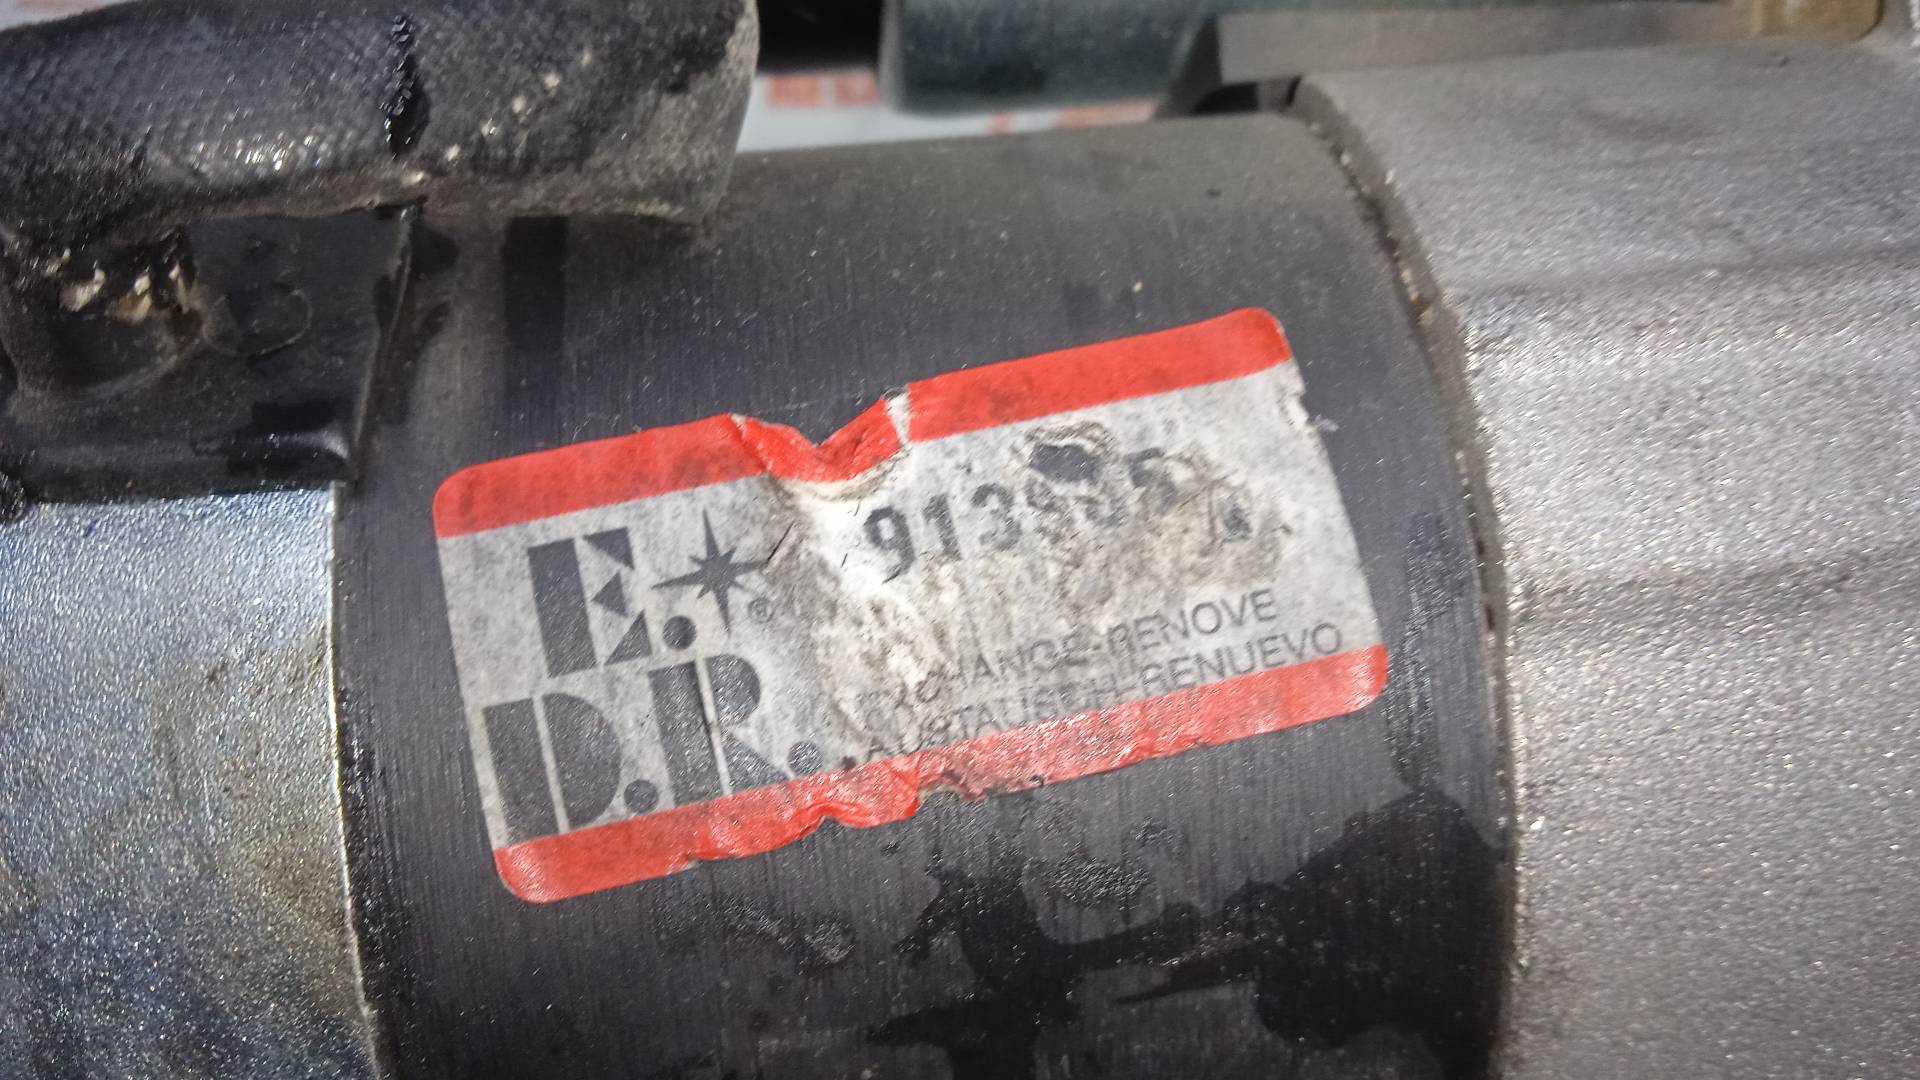 E.
D.R.
®
EXCHANGE-RENOVE
AUSTAUSCH-RENUEVO